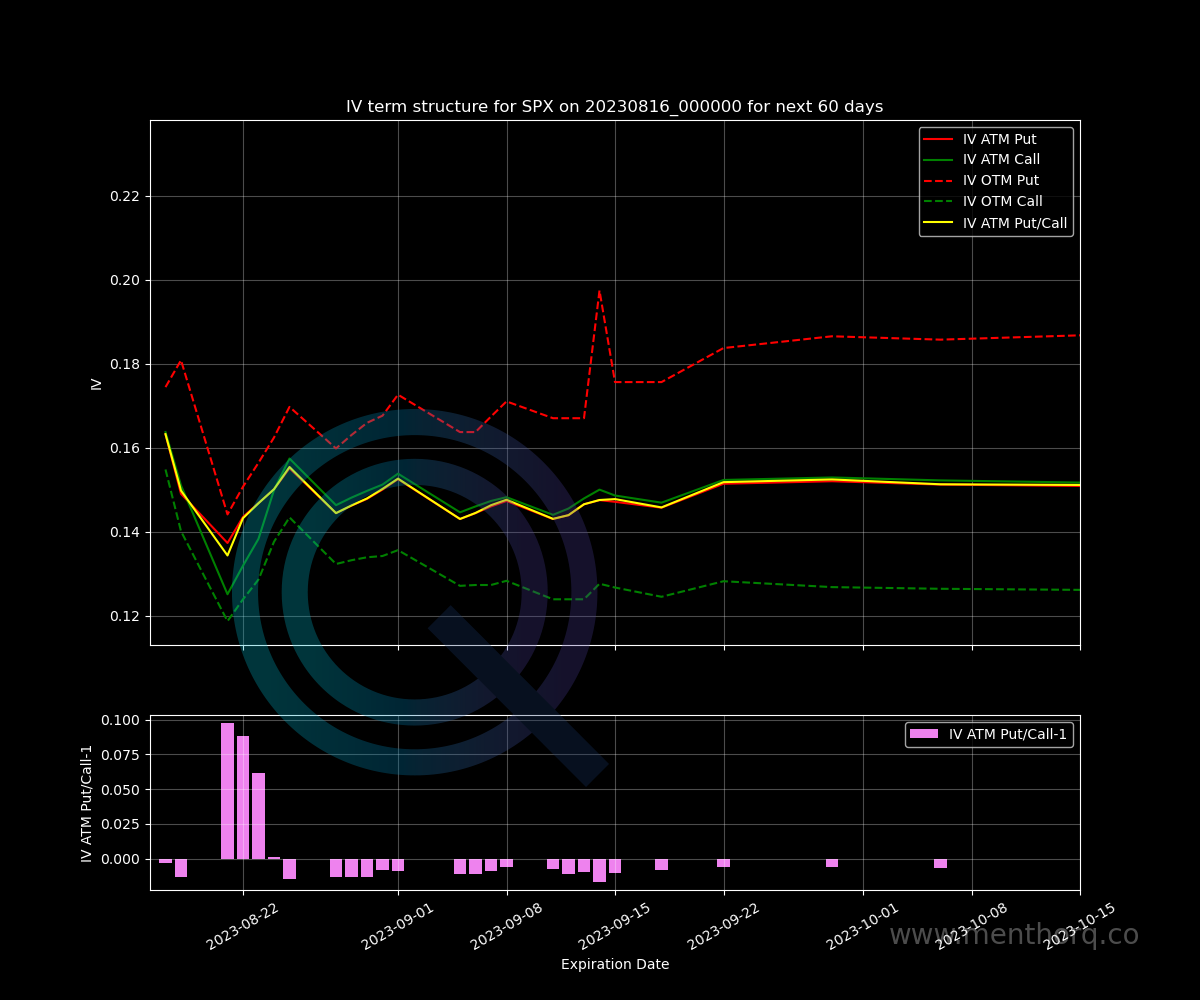 IV term structure for SPX on 20230816_000000 for next 60 days
IV ATM Put
IV ATM Call
IV OTM Put
IV OTM Call
IV ATM Put/Call
0.22
0.20
0.18
0.16
0.14
0.12
IV
0.100
0.075
0.050
0.025
0.000
IV ATM Put/Call-1
IV ATM Put/Call-1
2023-08-22
2023-09-01
2023-09-08
2023-09-15
2023-09-22
2023-10-01
2023-10-08
2023-10-15
Expiration Date
www.menthorq.co